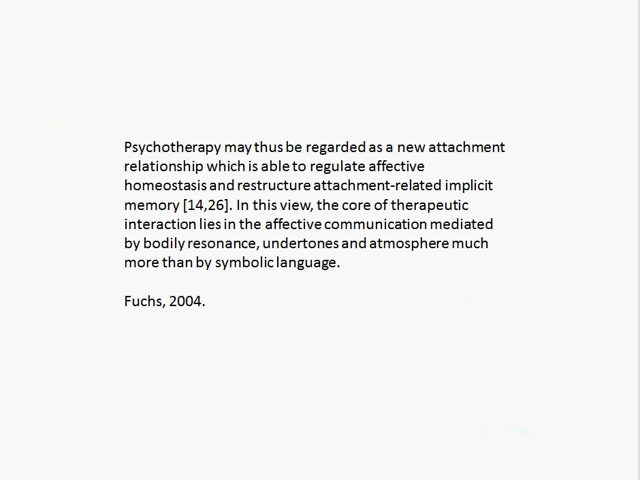 Psychotherapy may thus be regarded as a new attachment
relationship which is able to regulate affective
homeostasis and restructure attachment-related implicit
memory [14,26]. In this view, the core of therapeutic
interaction lies in the affective communication mediated
by bodily resonance, undertones and atmosphere much
more than by symbolic language.
Fuchs, 2004.